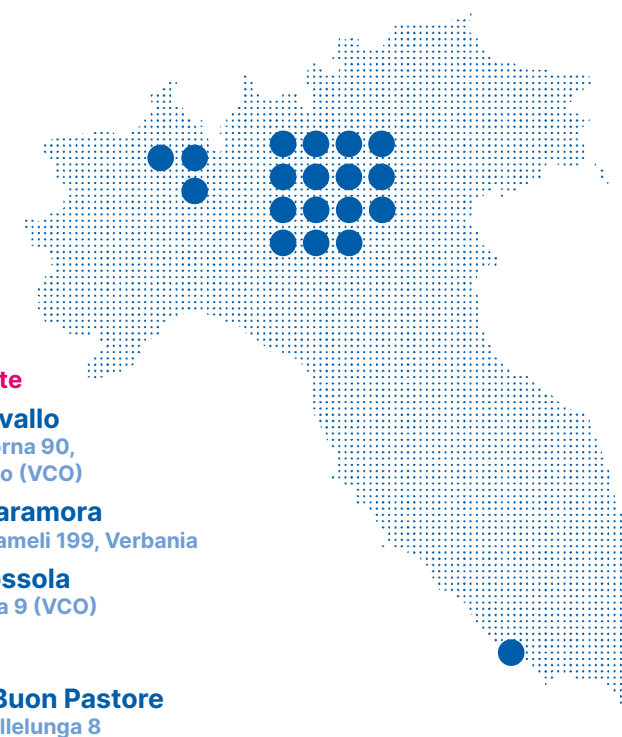 te
vallo
rna 90,
o (VCO)
aramora
ameli 199, Verbania
ssola
a 9 (VCO)
Buon Pastore
llelunga 8